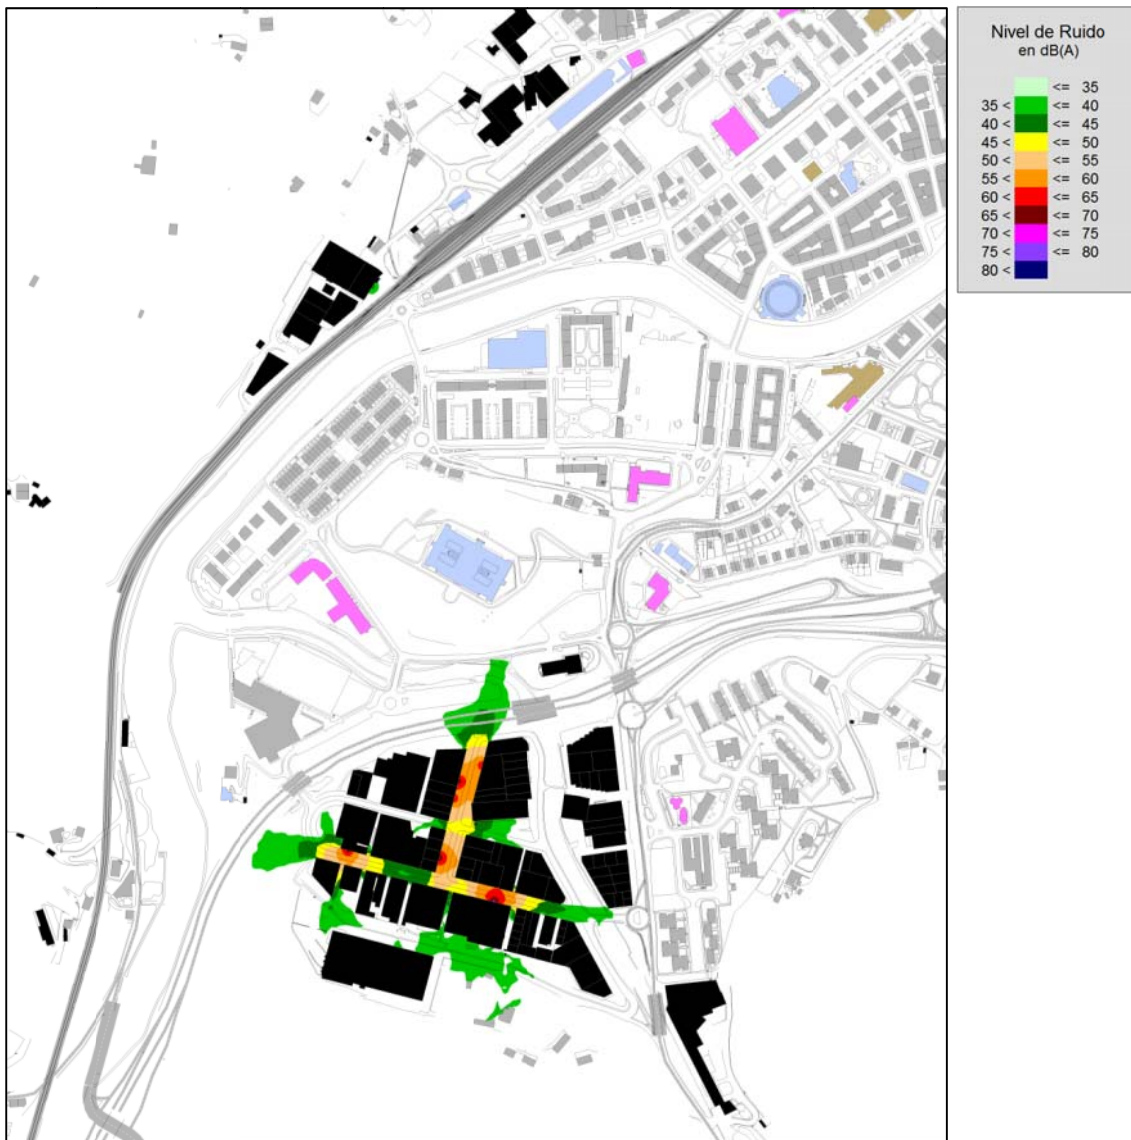 Nivel de Ruido
en dB(A)
<= 35
35 < <= 40
40 < <= 45
45 < <= 50
50 < <= 55
55 < <= 60
60 < <= 65
65 < <= 70
70 < <= 75
75 < <= 80
80 <